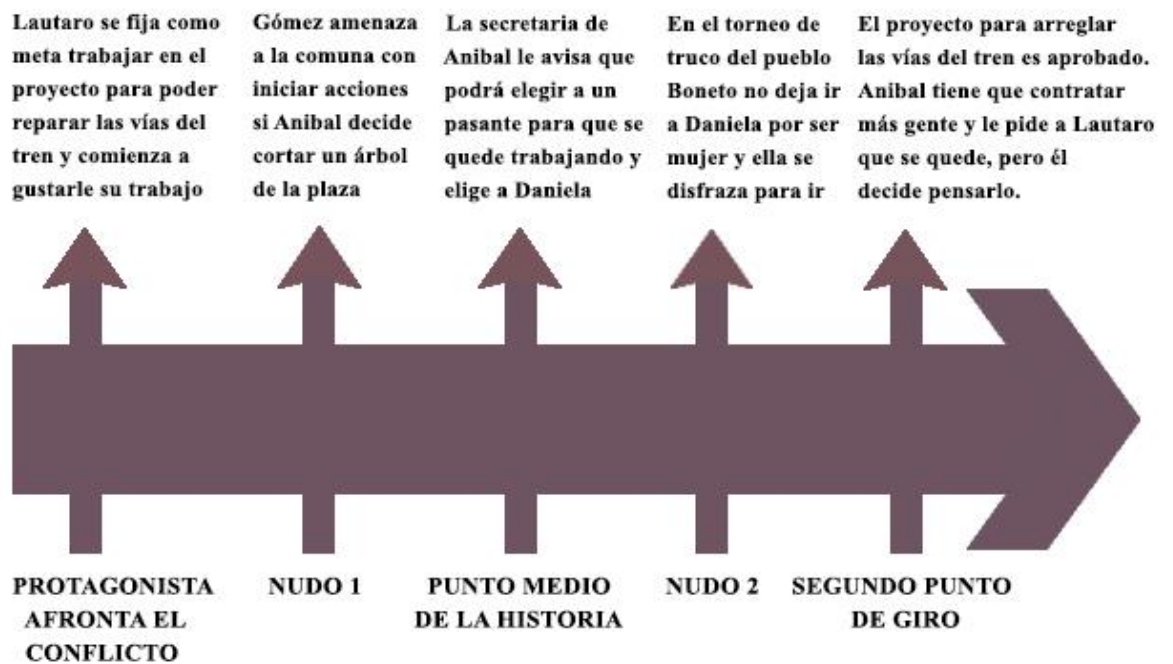 Lautaro se fija como
meta trabajar en el
proyecto para poder
reparar las vías del
tren y comienza a
gustarle su trabajo
Gómez amenaza
a la comuna con
iniciar acciones
si Anibal decide
cortar un árbol
de la plaza
La secretaria de
Anibal le avisa que
podrá elegir a un
pasante para que se
quede trabajando y
elige a Daniela
En el torneo de
truco del pueblo
Boneto no deja ir
a Daniela por ser
mujer y ella se
disfraza para ir
El proyecto para arreglar
las vías del tren es aprobado.
Anibal tiene que contratar
más gente y le pide a Lautaro
que se quede, pero él
decide pensarlo.
PROTAGONISTA
AFRONTA EL
CONFLICTO
NUDO 1
PUNTO MEDIO
DE LA HISTORIA
NUDO 2
SEGUNDO PUNTO
DE GIRO